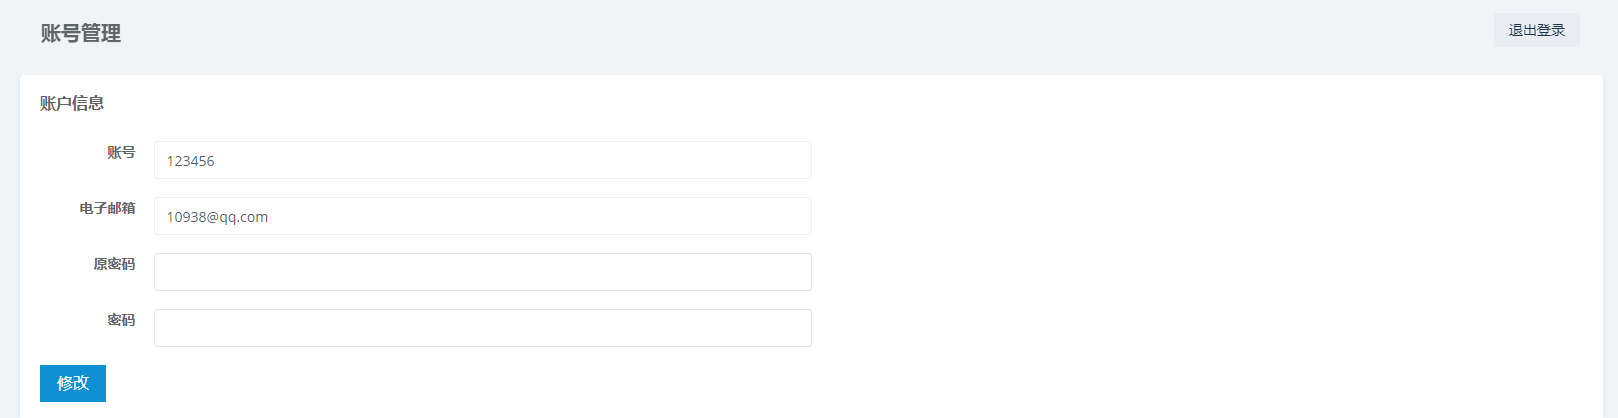 账号管理
退出登录
账户信息
账号
123456
电子邮箱
10938@qq.com
原密码
密码
修改